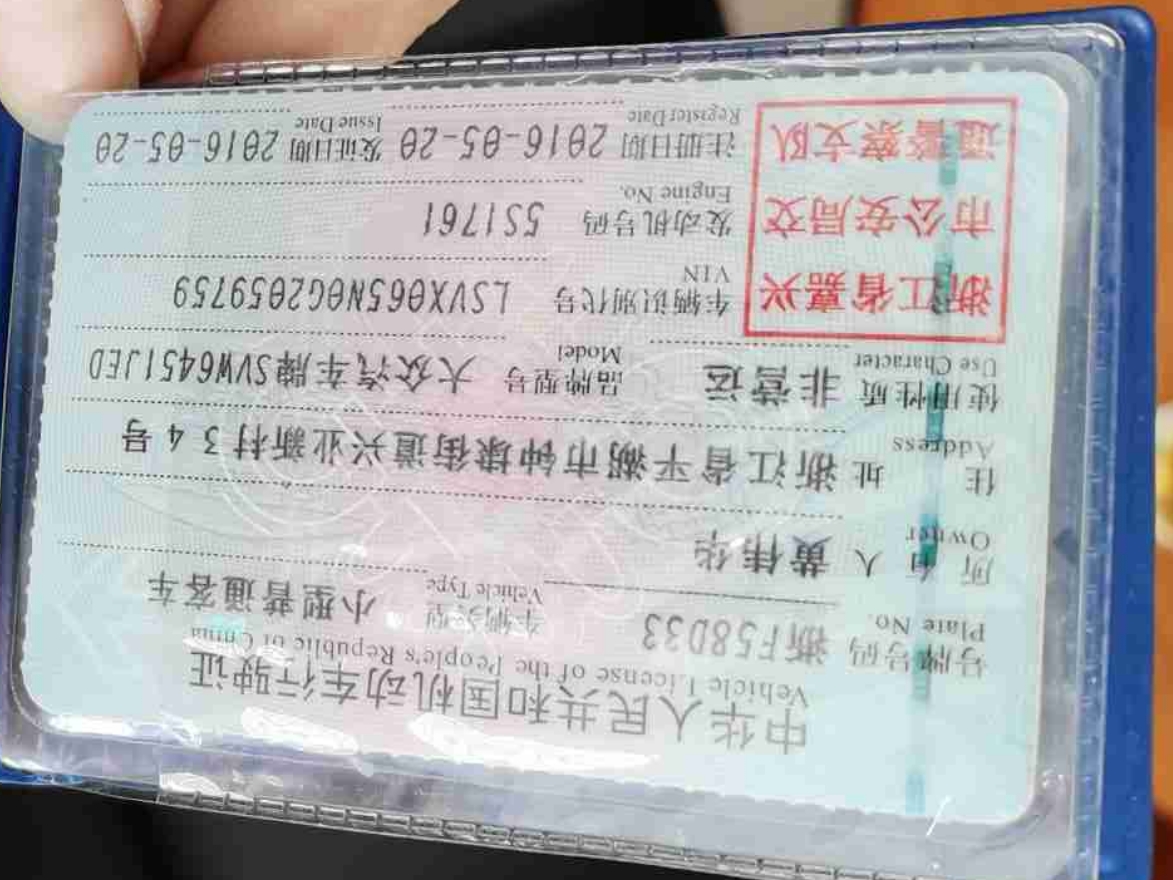 中华人民共和国机动车行驶证
Vehicle License of the People's Republic of China
号牌号码 浙F58D33 车辆类型 小型普通客车
Plate No. Vehicle Type
所有人 黄伟华
Owner
住址 浙江省平湖市钟埭街道兴业新村34号
Address
使用性质 非营运 品牌型号 大众汽车牌SVW6451JED
Use Character Model
浙江省嘉兴
市公安局交
通警察支队
车辆识别代号 LSVX065N0G2059759
VIN
发动机号码 5S1761
Engine No.
注册日期 2016-05-20 发证日期 2016-05-20
Register Date Issue Date